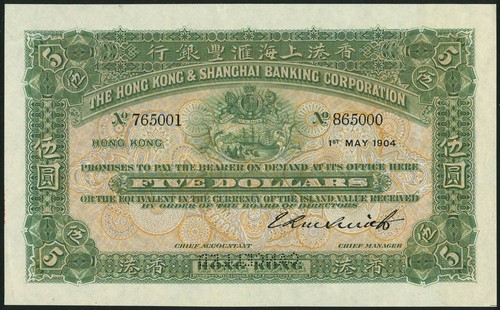 行銀豐滙海上港香
THE HONG KONG & SHANGHAI BANKING CORPORATION
5 伍 伍 5
№ 765001 № 865000
HONG KONG 1ST MAY 1904
伍圓 伍圓
PROMISES TO PAY THE BEARER ON DEMAND AT ITS OFFICE HERE
FIVE DOLLARS
OR THE EQUIVALENT IN THE CURRENCY OF THE ISLAND, VALUE RECEIVED
BY ORDER OF THE BOARD OF DIRECTORS
CHIEF ACCOUNTANT CHIEF MANAGER
5 港香 HONG KONG 港香 5